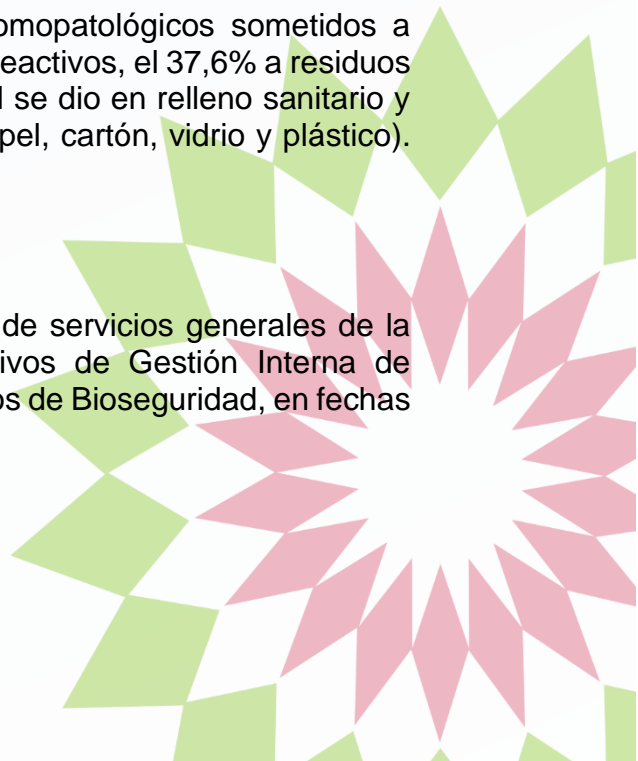 omopatológicos sometidos a
eactivos, el 37,6% a residuos
l se dio en relleno sanitario y
pel, cartón, vidrio y plástico).
de servicios generales de la
ivos de Gestión Interna de
os de Bioseguridad, en fechas